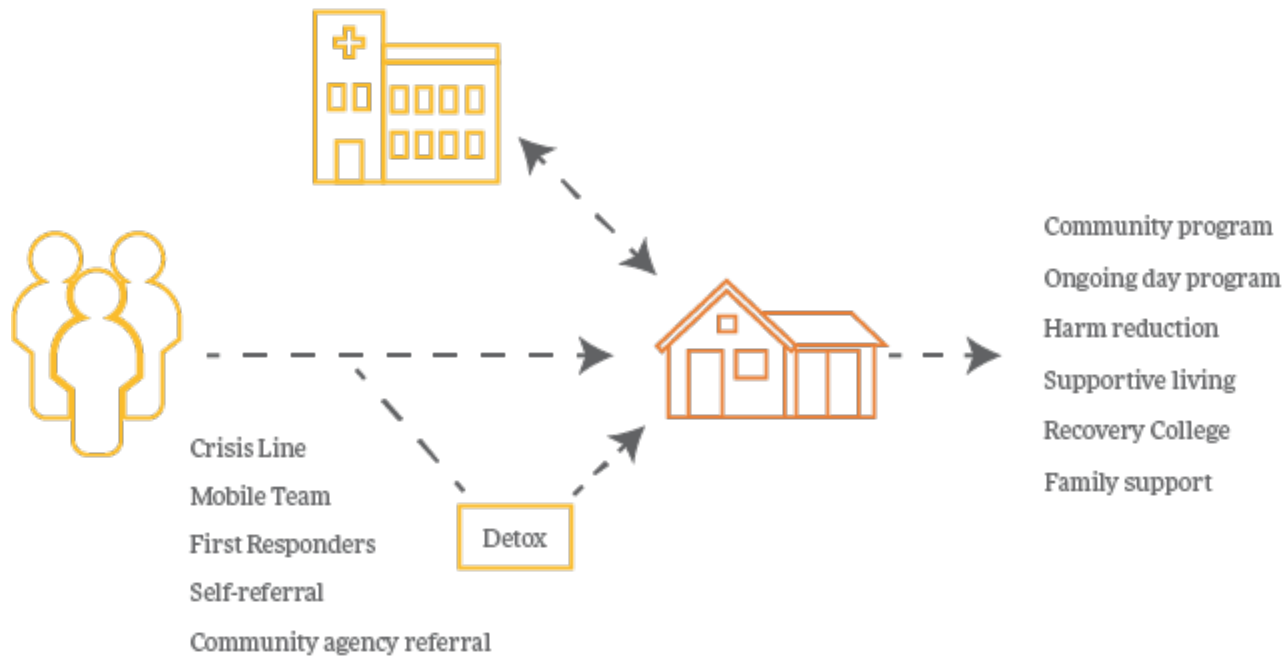 Crisis Line
Mobile Team
First Responders
Self-referral
Community agency referral
Detox
Community program
Ongoing day program
Harm reduction
Supportive living
Recovery College
Family support